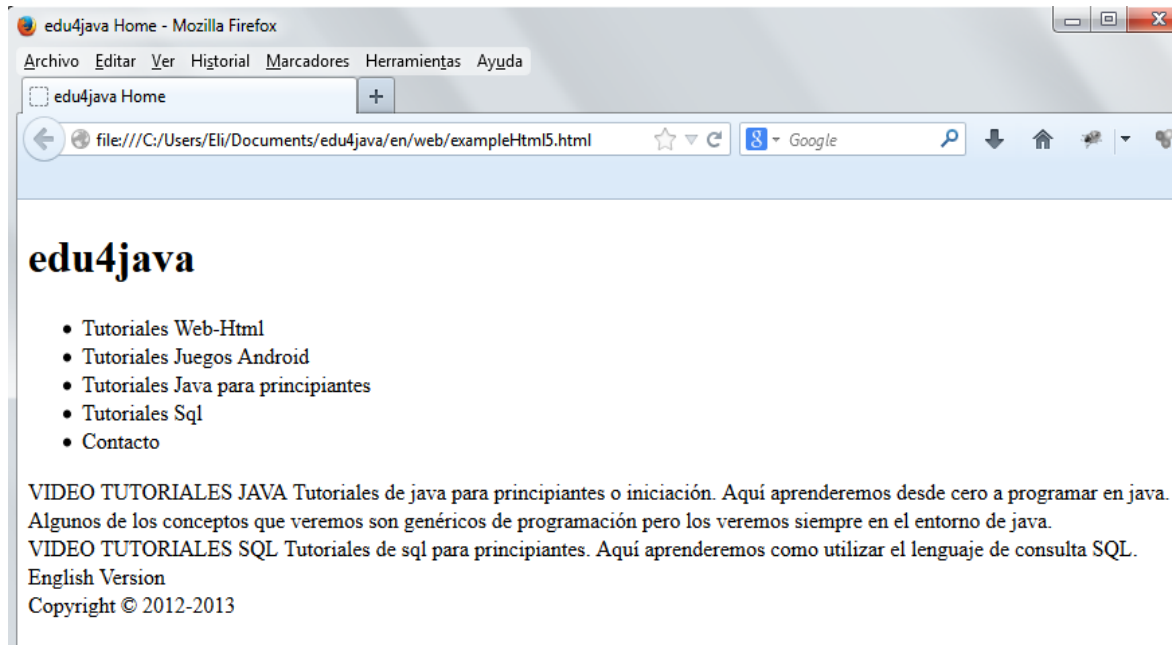 edu4java Home - Mozilla Firefox
Archivo Editar Ver Historial Marcadores Herramientas Ayuda
edu4java Home
file:///C:/Users/Eli/Documents/edu4java/en/web/exampleHtml5.html
8 Google
edu4java
Tutoriales Web-Html
Tutoriales Juegos Android
Tutoriales Java para principiantes
Tutoriales Sql
Contacto
VIDEO TUTORIALES JAVA Tutoriales de java para principiantes o iniciación. Aquí aprenderemos desde cero a programar en java.
Algunos de los conceptos que veremos son genéricos de programación pero los veremos siempre en el entorno de java.
VIDEO TUTORIALES SQL Tutoriales de sql para principiantes. Aquí aprenderemos como utilizar el lenguaje de consulta SQL.
English Version
Copyright © 2012-2013